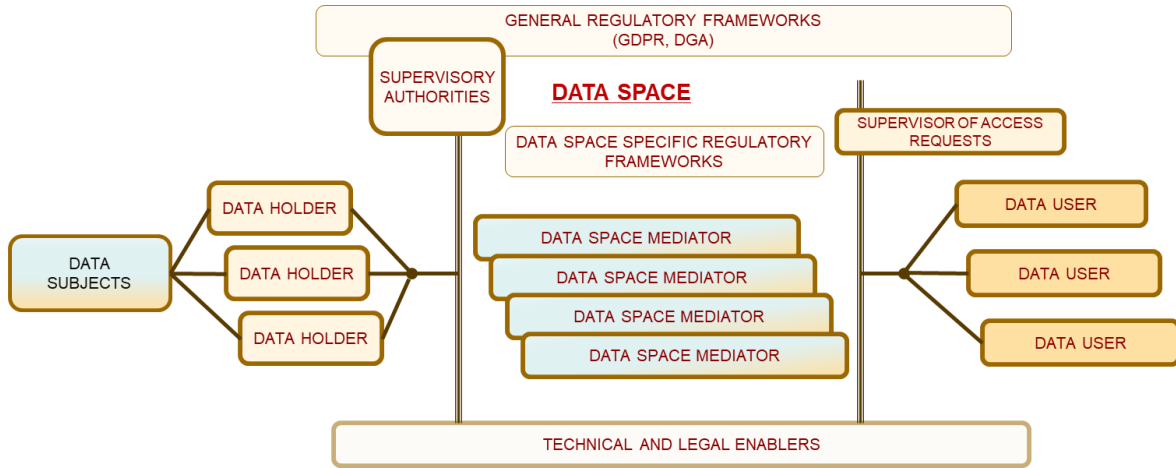 GENERAL REGULATORY FRAMEWORKS
(GDPR, DGA)
SUPERVISORY
AUTHORITIES
DATA SPACE
SUPERVISOR OF ACCESS
REQUESTS
DATA SPACE SPECIFIC REGULATORY
FRAMEWORKS
DATA
SUBJECTS
DATA HOLDER
DATA HOLDER
DATA HOLDER
DATA SPACE MEDIATOR
DATA SPACE MEDIATOR
DATA SPACE MEDIATOR
DATA SPACE MEDIATOR
DATA USER
DATA USER
DATA USER
TECHNICAL AND LEGAL ENABLERS